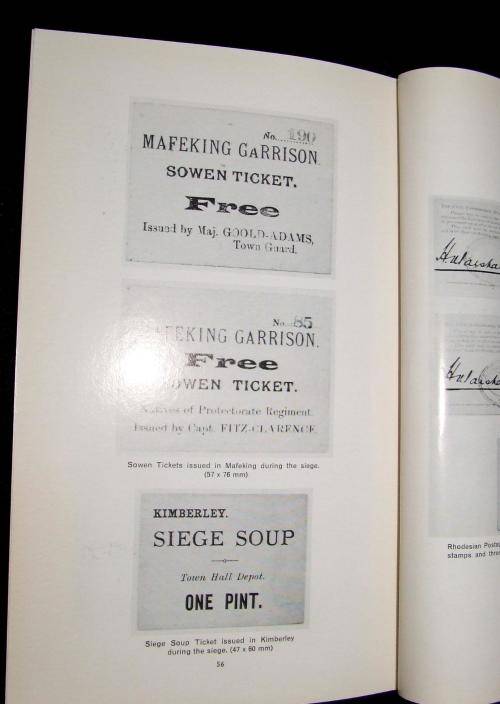 No. 190
MAFEKING GARRISON.
SOWEN TICKET.
Free
Issued by Maj. GOOLD-ADAMS,
Town Guard.
No. 85
MAFEKING GARRISON.
Free
SOWEN TICKET.
Natives of Protectorate Regiment.
Issued by Capt. FITZ-CLARENCE.
Sowen Tickets issued in Mafeking during the siege.
(57 x 76 mm)
KIMBERLEY.
SIEGE SOUP
Town Hall Depot.
ONE PINT.
Siege Soup Ticket issued in Kimberley
during the siege. (47 x 60 mm)
56
Rhodesian
stamps and